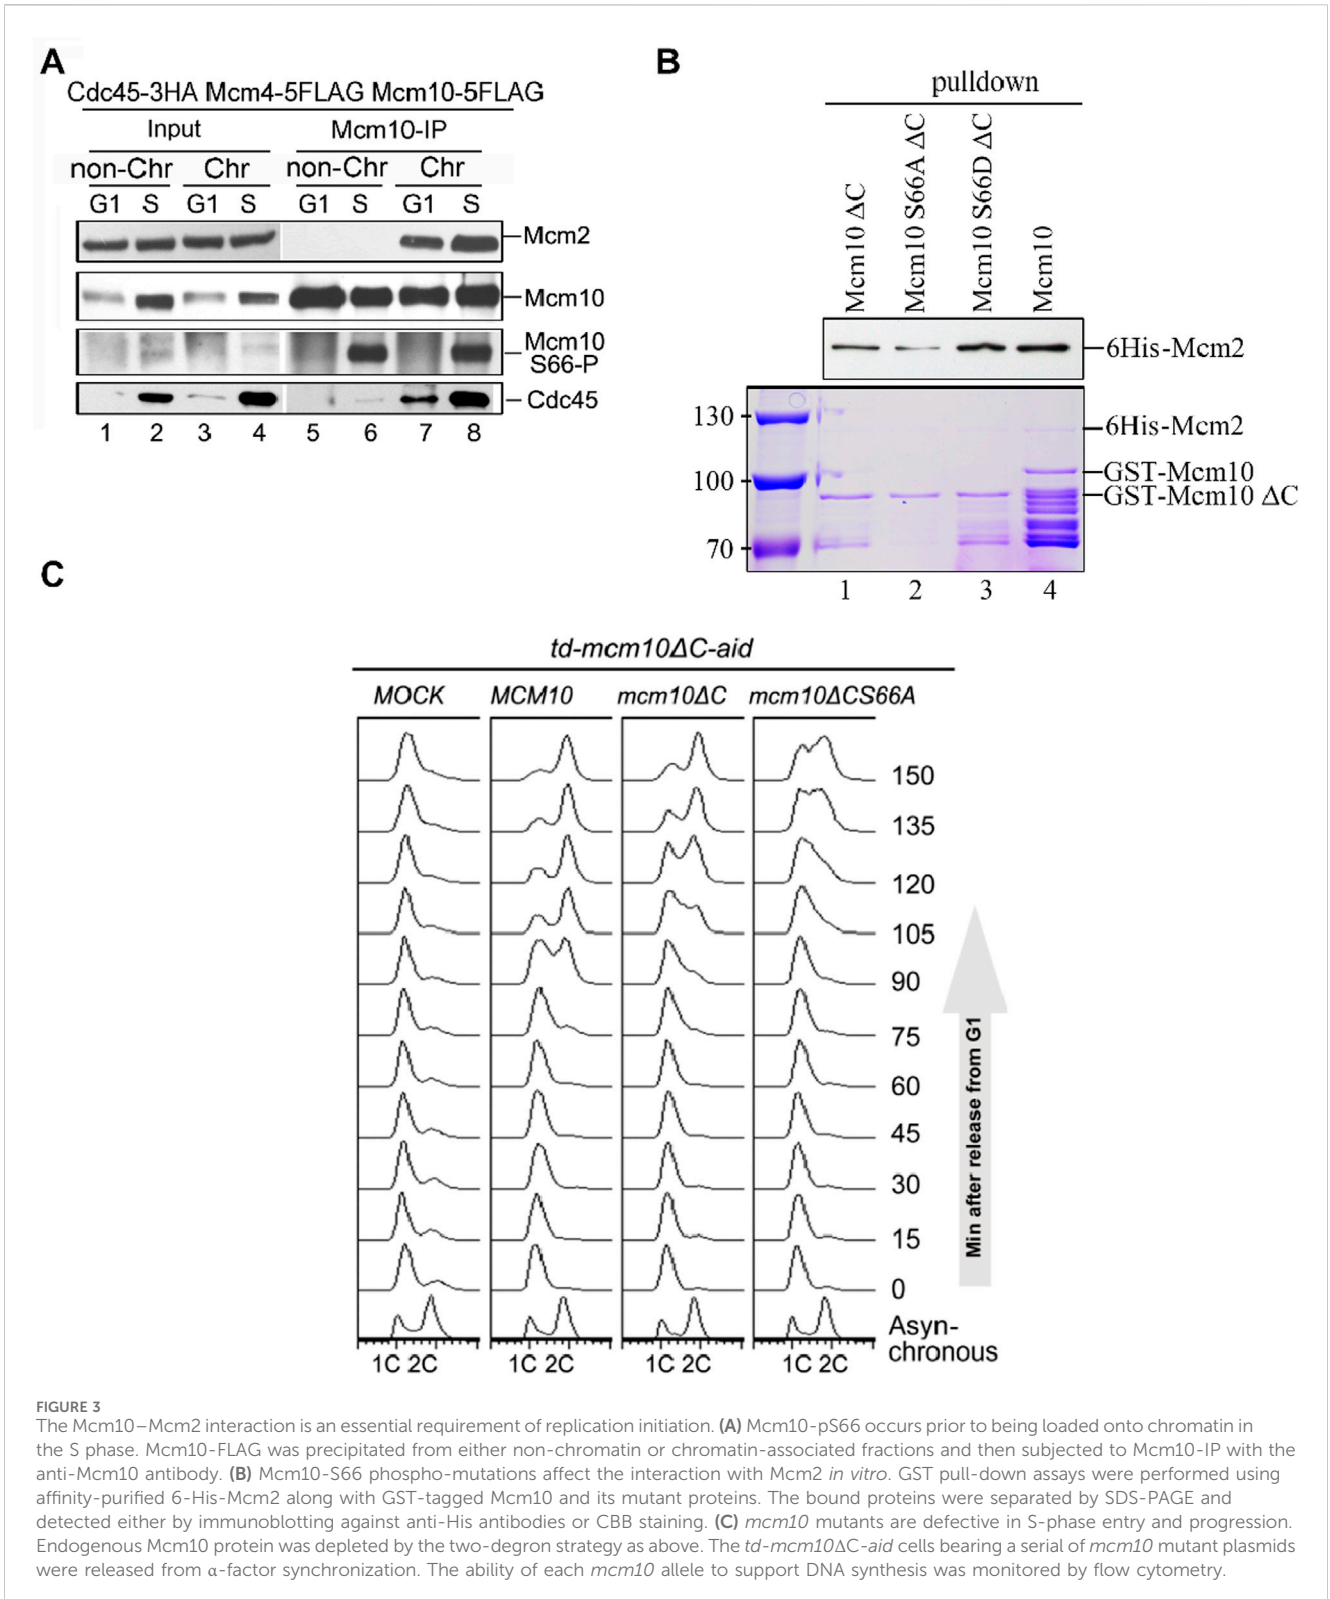 A
Cdc45-3HA Mcm4-5FLAG Mcm10-5FLAG
Input Mcm10-IP
non-Chr Chr non-Chr Chr
G1 S G1 S G1 S G1 S
Mcm2
Mcm10
Mcm10
S66-P
Cdc45
1 2 3 4 5 6 7 8
B
pulldown
Mcm10 ΔC
Mcm10 S66A ΔC
Mcm10 S66D ΔC
Mcm10
6His-Mcm2
130
6His-Mcm2
GST-Mcm10
100
GST-Mcm10 ΔC
70
1 2 3 4
C
td-mcm10ΔC-aid
MOCK MCM10 mcm10ΔC mcm10ΔCS66A
150
135
120
105
90
75
60
45
30
15
0
Asyn-
chronous
Min after release from G1
1C 2C 1C 2C 1C 2C 1C 2C
FIGURE 3
The Mcm10–Mcm2 interaction is an essential requirement of replication initiation. (A) Mcm10-pS66 occurs prior to being loaded onto chromatin in
the S phase. Mcm10-FLAG was precipitated from either non-chromatin or chromatin-associated fractions and then subjected to Mcm10-IP with the
anti-Mcm10 antibody. (B) Mcm10-S66 phospho-mutations affect the interaction with Mcm2 in vitro. GST pull-down assays were performed using
affinity-purified 6-His-Mcm2 along with GST-tagged Mcm10 and its mutant proteins. The bound proteins were separated by SDS-PAGE and
detected either by immunoblotting against anti-His antibodies or CBB staining. (C) mcm10 mutants are defective in S-phase entry and progression.
Endogenous Mcm10 protein was depleted by the two-degron strategy as above. The td-mcm10ΔC-aid cells bearing a serial of mcm10 mutant plasmids
were released from α-factor synchronization. The ability of each mcm10 allele to support DNA synthesis was monitored by flow cytometry.